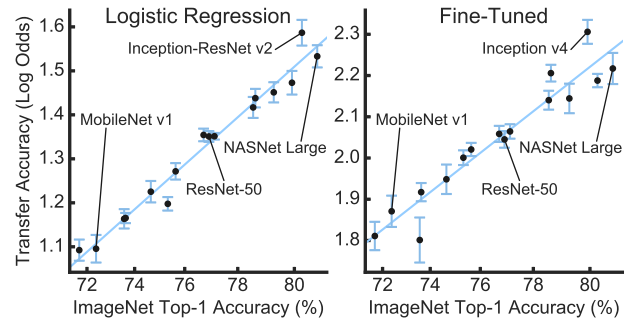 Logistic Regression
Transfer Accuracy (Log Odds)
1.6
1.5
1.4
1.3
1.2
1.1
Inception-ResNet v2
MobileNet v1
NASNet Large
ResNet-50
72 74 76 78 80
ImageNet Top-1 Accuracy (%)
Fine-Tuned
2.3
2.2
2.1
2.0
1.9
1.8
Inception v4
MobileNet v1
NASNet Large
ResNet-50
72 74 76 78 80
ImageNet Top-1 Accuracy (%)